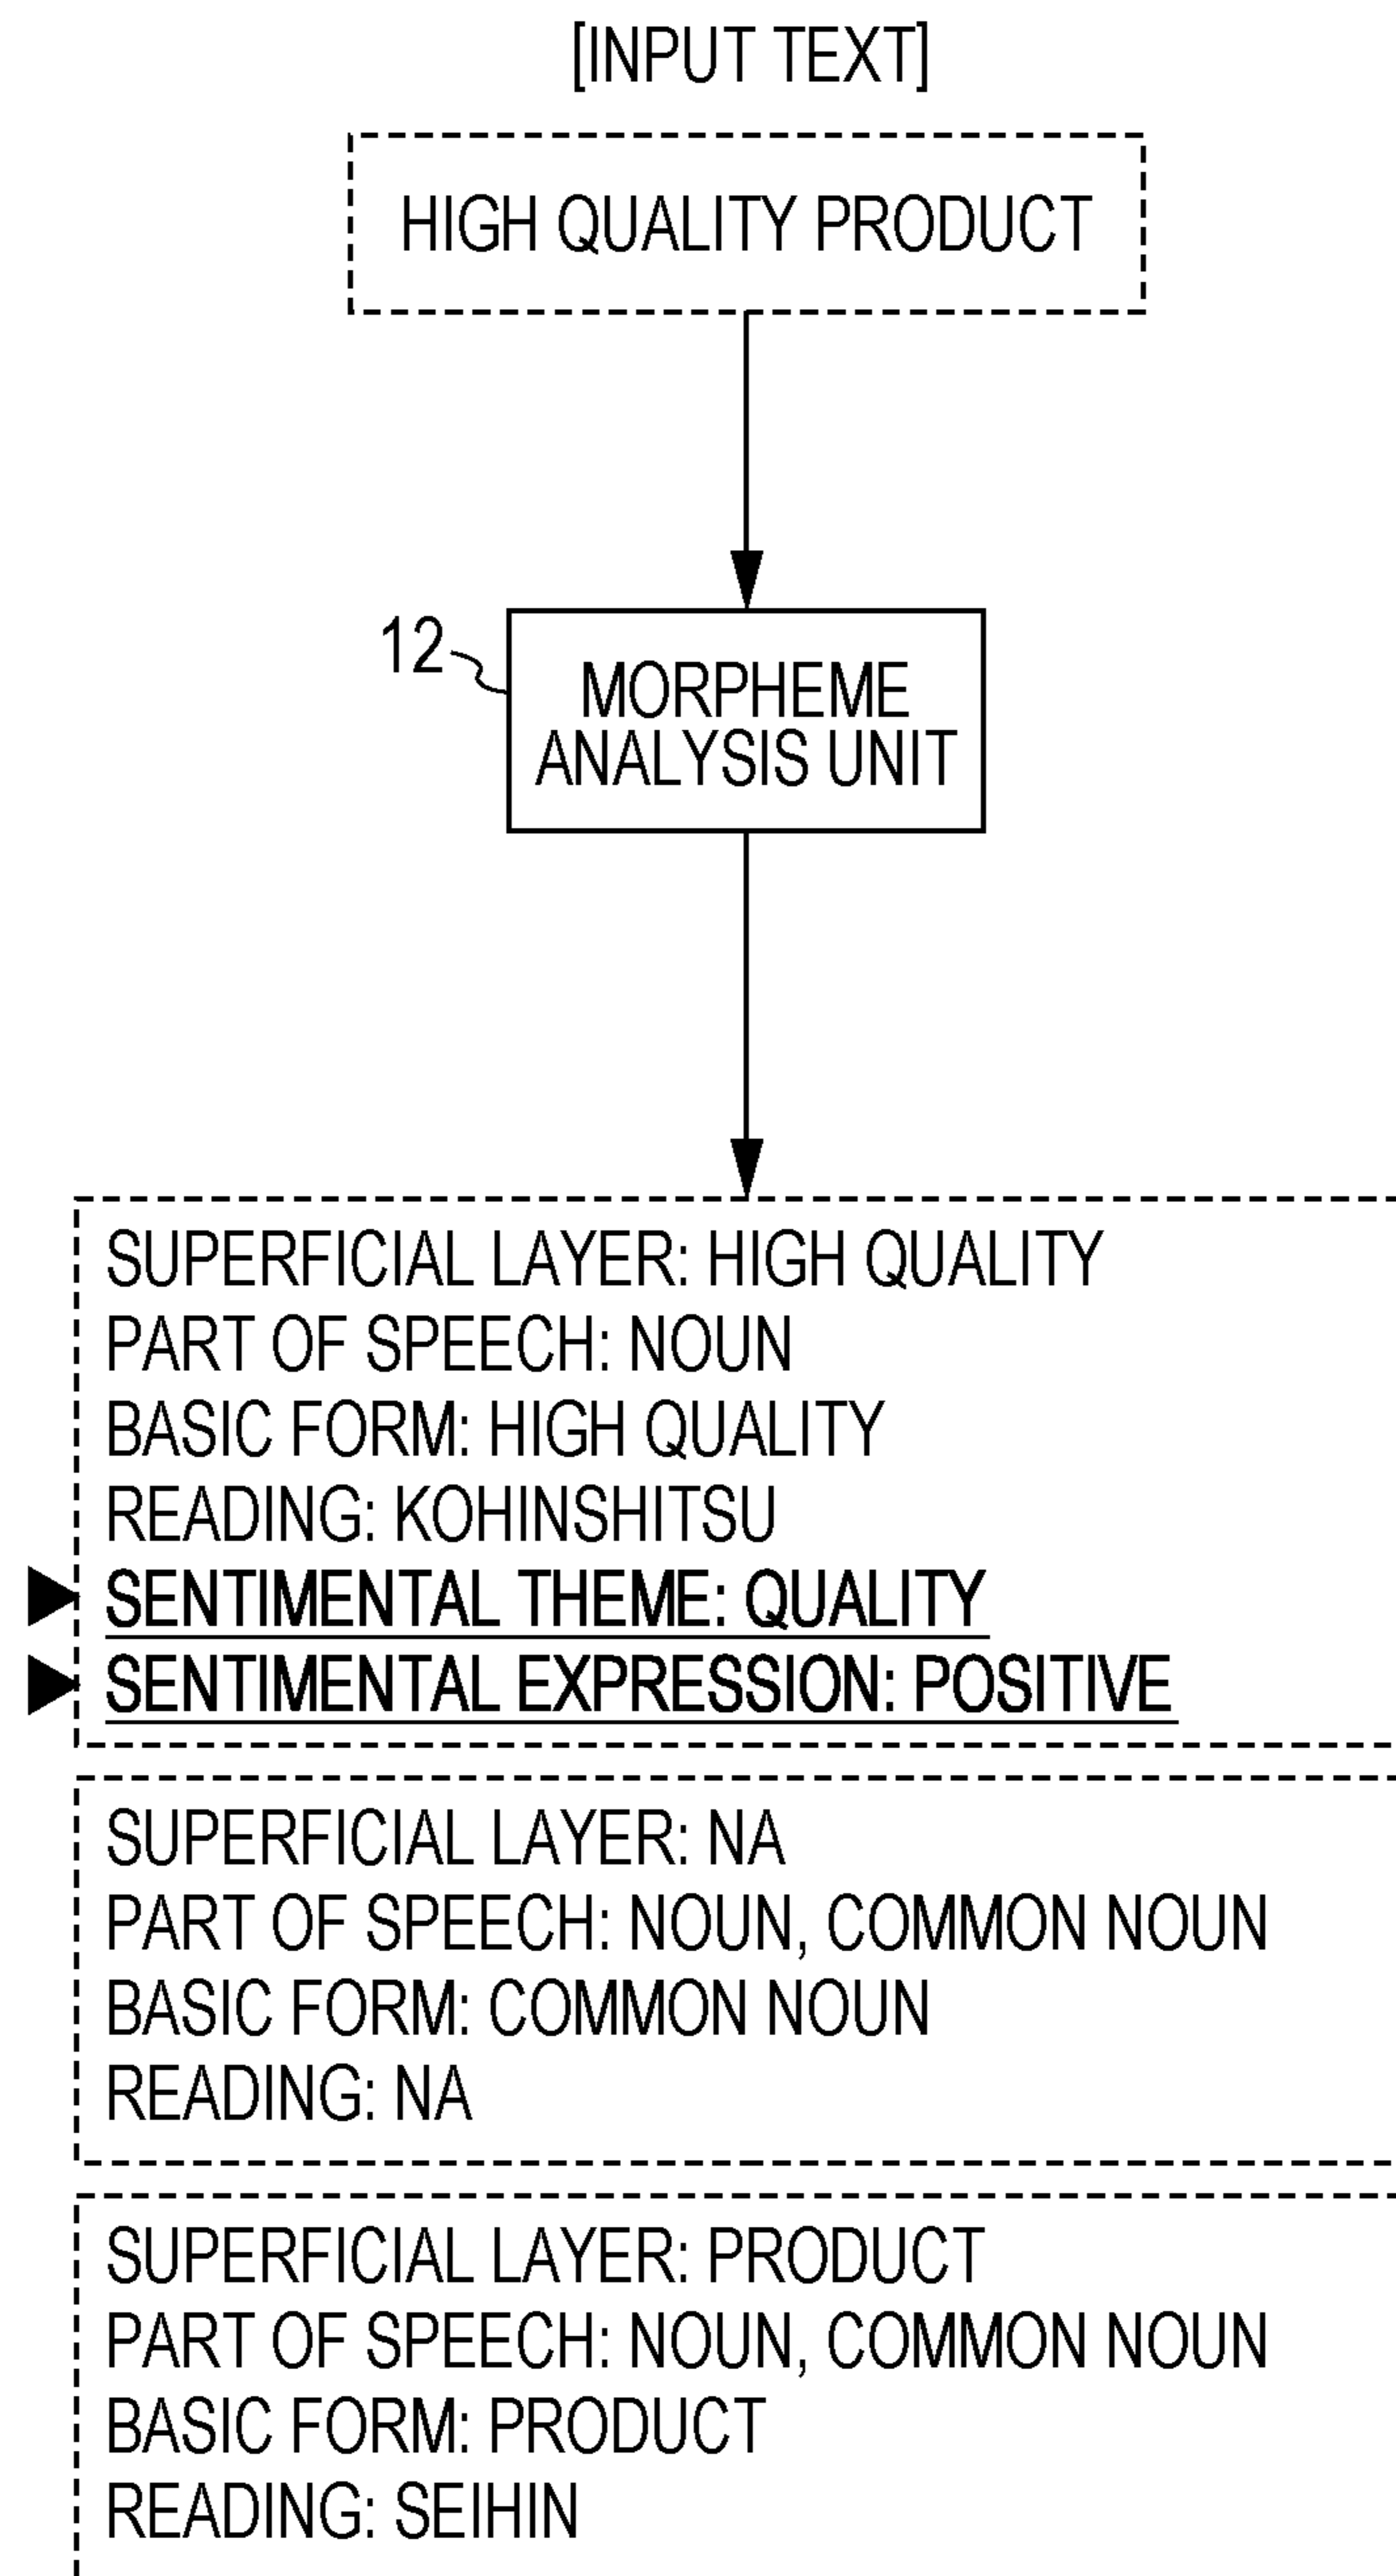 [INPUT TEXT]
HIGH QUALITY PRODUCT
12
MORPHEME
ANALYSIS UNIT
SUPERFICIAL LAYER: HIGH QUALITY
PART OF SPEECH: NOUN
BASIC FORM: HIGH QUALITY
READING: KOHINSHITSU
SENTIMENTAL THEME: QUALITY
SENTIMENTAL EXPRESSION: POSITIVE
SUPERFICIAL LAYER: NA
PART OF SPEECH: NOUN, COMMON NOUN
BASIC FORM: COMMON NOUN
READING: NA
SUPERFICIAL LAYER: PRODUCT
PART OF SPEECH: NOUN, COMMON NOUN
BASIC FORM: PRODUCT
READING: SEIHIN